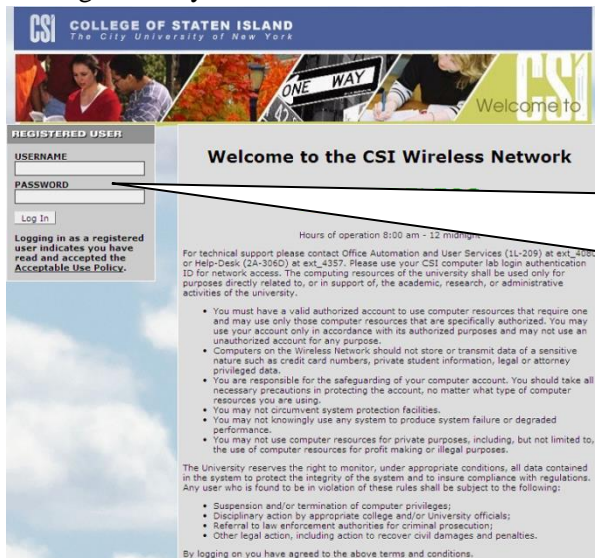 CSI COLLEGE OF STATEN ISLAND
The City University of New York
ONE WAY
Welcome to
CSI
REGISTERED USER
USERNAME
PASSWORD
Log In
Logging in as a registered
user indicates you have
read and accepted the
Acceptable Use Policy.
Welcome to the CSI Wireless Network
Hours of operation 8:00 am - 12 midnight
For technical support please contact Office Automation and User Services (1L-209) at ext_4080
or Help-Desk (2A-306D) at ext_4357. Please use your CSI computer lab login authentication
ID for network access. The computing resources of the university shall be used only for
purposes directly related to, or in support of, the academic, research, or administrative
activities of the university.
• You must have a valid authorized account to use computer resources that require one
and may use only those computer resources that are specifically authorized. You may
use your account only in accordance with its authorized purposes and may not use an
unauthorized account for any purpose.
• Computers on the Wireless Network should not store or transmit data of a sensitive
nature such as credit card numbers, private student information, legal or attorney
privileged data.
• You are responsible for the safeguarding of your computer account. You should take all
necessary precautions in protecting the account, no matter what type of computer
resources you are using.
• You may not circumvent system protection facilities.
• You may not knowingly use any system to produce system failure or degraded
performance.
• You may not use computer resources for private purposes, including, but not limited to,
the use of computer resources for profit making or illegal purposes.
The University reserves the right to monitor, under appropriate conditions, all data contained
in the system to protect the integrity of the system and to insure compliance with regulations.
Any user who is found to be in violation of these rules shall be subject to the following:
• Suspension and/or termination of computer privileges;
• Disciplinary action by appropriate college and/or University officials;
• Referral to law enforcement authorities for criminal prosecution;
• Other legal action, including action to recover civil damages and penalties.
By logging on you have agreed to the above terms and conditions.